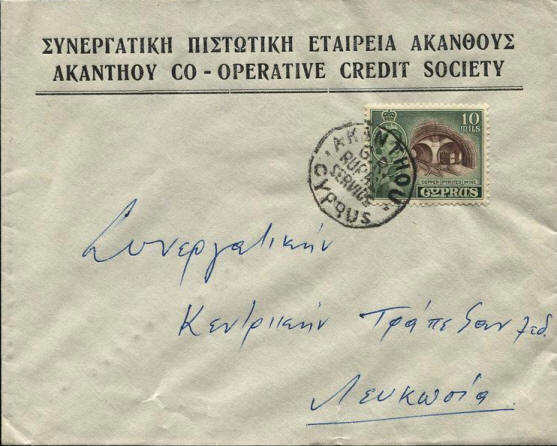 ΣΥΝΕΡΓΑΤΙΚΗ ΠΙΣΤΩΤΙΚΗ ΕΤΑΙΡΕΙΑ ΑΚΑΝΘΟΥΣ
AKANTHOU CO-OPERATIVE CREDIT SOCIETY
10
MILS
COPPER PYRITES MINE
CYPRUS
AKANTHOU
G.R.
RURAL
SERVICE
CYPRUS
Συνεργατικήν
Κεντρικήν Τράπεζαν Λτδ.
Λευκωσία